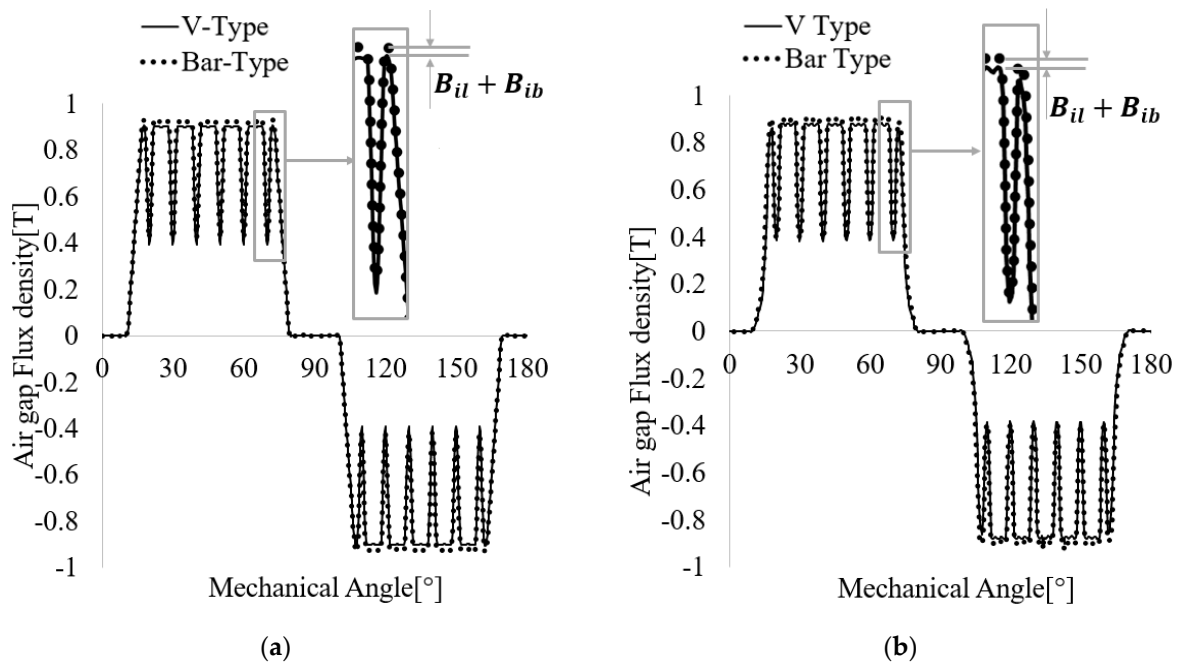 V-Type
Bar-Type
B_il + B_ib
1
0.8
0.6
0.4
0.2
0
-0.2
-0.4
-0.6
-0.8
-1
0 30 60 90 120 150 180
Air gap Flux density[T]
Mechanical Angle[°]
(a)
V Type
Bar Type
B_il + B_ib
1
0.8
0.6
0.4
0.2
0
-0.2
-0.4
-0.6
-0.8
-1
0 30 60 90 120 150 180
Air gap Flux density[T]
Mechanical Angle[°]
(b)